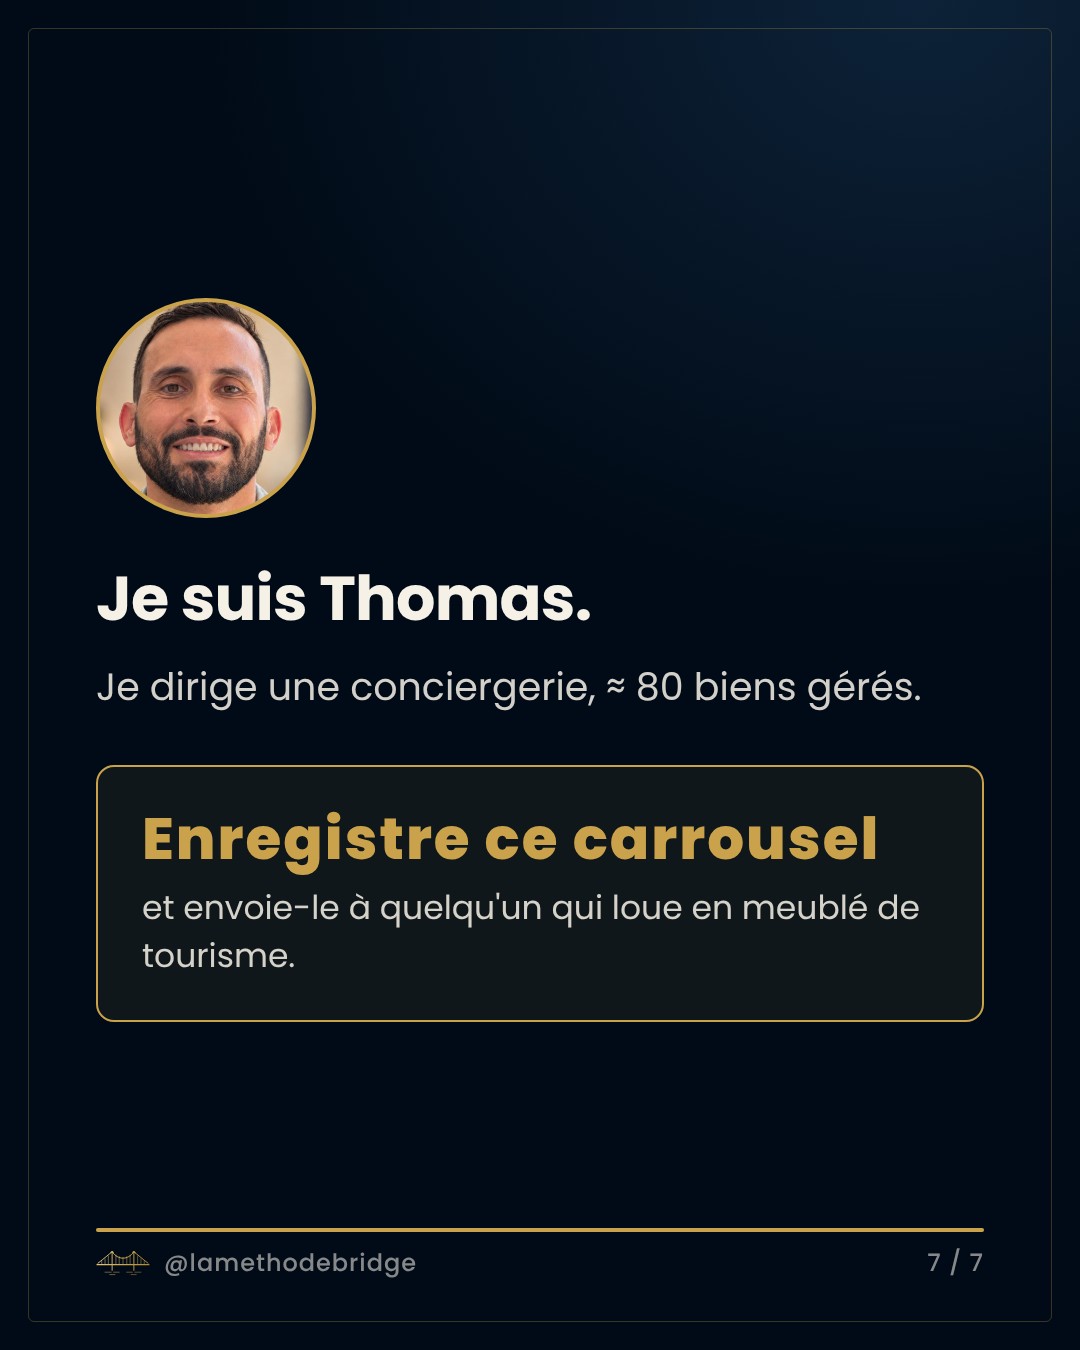 Je suis Thomas.
Je dirige une conciergerie, ≈ 80 biens gérés.
Enregistre ce carrousel
et envoie-le à quelqu'un qui loue en meublé de
tourisme.
@lamethodebridge
7 / 7